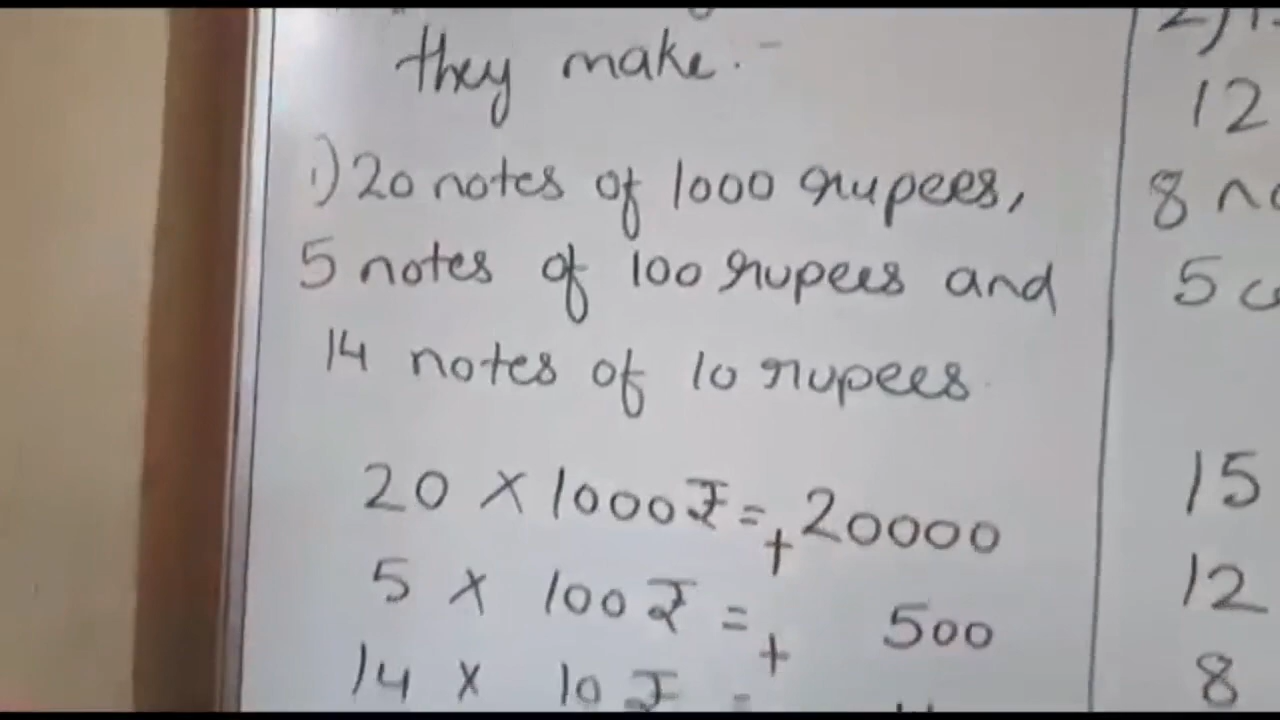 they make:-
i) 20 notes of 1000 rupees,
5 notes of 100 rupees and
14 notes of 10 rupees.
20 × 1000₹ = 20000
+
5 × 100₹ = 500
+
14 × 10₹ =
12
8
5
15
12
8